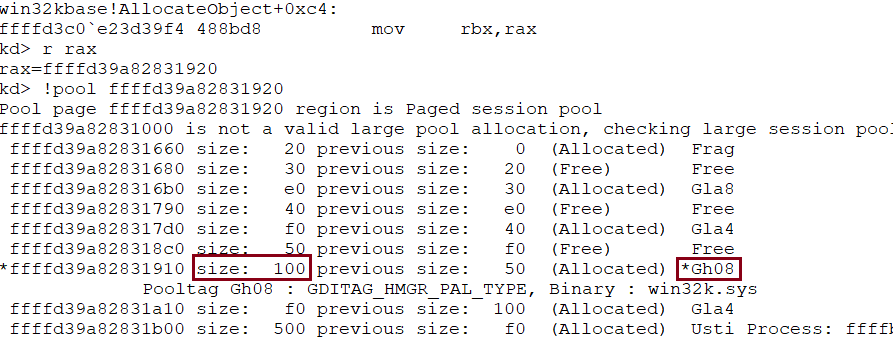 win32kbase!AllocateObject+0xc4:
ffffd3c0`e23d39f4 488bd8 mov rbx,rax
kd> r rax
rax=ffffd39a82831920
kd> !pool ffffd39a82831920
Pool page ffffd39a82831920 region is Paged session pool
ffffd39a82831000 is not a valid large pool allocation, checking large session pool
ffffd39a82831660 size: 20 previous size: 0 (Allocated) Frag
ffffd39a82831680 size: 30 previous size: 20 (Free) Free
ffffd39a828316b0 size: e0 previous size: 30 (Allocated) Gla8
ffffd39a82831790 size: 40 previous size: e0 (Free) Free
ffffd39a828317d0 size: f0 previous size: 40 (Allocated) Gla4
ffffd39a828318c0 size: 50 previous size: f0 (Free) Free
*ffffd39a82831910 size: 100 previous size: 50 (Allocated) *Gh08
Pooltag Gh08 : GDITAG_HMGR_PAL_TYPE, Binary : win32k.sys
ffffd39a82831a10 size: f0 previous size: 100 (Allocated) Gla4
ffffd39a82831b00 size: 500 previous size: f0 (Allocated) Usti Process: ffff